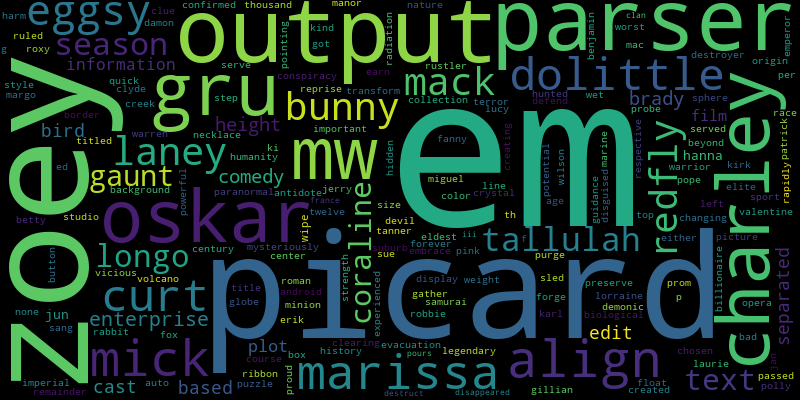 eggsy
harm
damon
confirmed
thousand
manor
clue
roxy
ruled
season
information
style
margo
quick
clyde
creek
output
parser
kind
got
pointing
radiation
nature
serve
rustler
benjamin
clan
worst
mac
destroyer
emperor
origin
per
gru
step
conspiracy
earn
reprise
transform
mack
collection
terror
lucy
wet
dolittle
hunted
defend
probe
sphere
brady
film
race
bunny
height
necklace
important
bird
titled
warren
border
laney
ki
humanity
mw
hidden
fanny
creating
potential
wilson
age
marine
disguised
guidance
respective
served
beyond
hanna
kirk
elite
sport
patrick
rapidly
pope
warrior
left
valentine
changing
zoey
em
charley
redfly
ed
gaunt
background
comedy
powerful
paranormal
antidote
jerry
miguel
color
line
crystal
betty
studio
oskar
france
twelve
size
devil
tanner
eldest
iii
th
f
tallulah
top
either
picture
button
longo
century
mysteriously
center
wipe
coraline
suburb
embrace
forever
pink
sue
purge
separated
vicious
volcano
roman
strength
experienced
display
weight
sled
preserve
prom
p
billionaire
opera
none
jun
sang
curt
enterprise
title
globe
android
minion
erik
picard
gather
samurai
robbie
forge
karl
lorraine
demonic
biological
edit
bad
chosen
jan
rabbit
fox
mick
plot
clearing
evacuation
history
pours
legendary
align
laurie
text
passed
polly
imperial
remainder
cast
auto
based
course
ribbon
puzzle
box
proud
marissa
destruct
disappeared
gillian
float
created